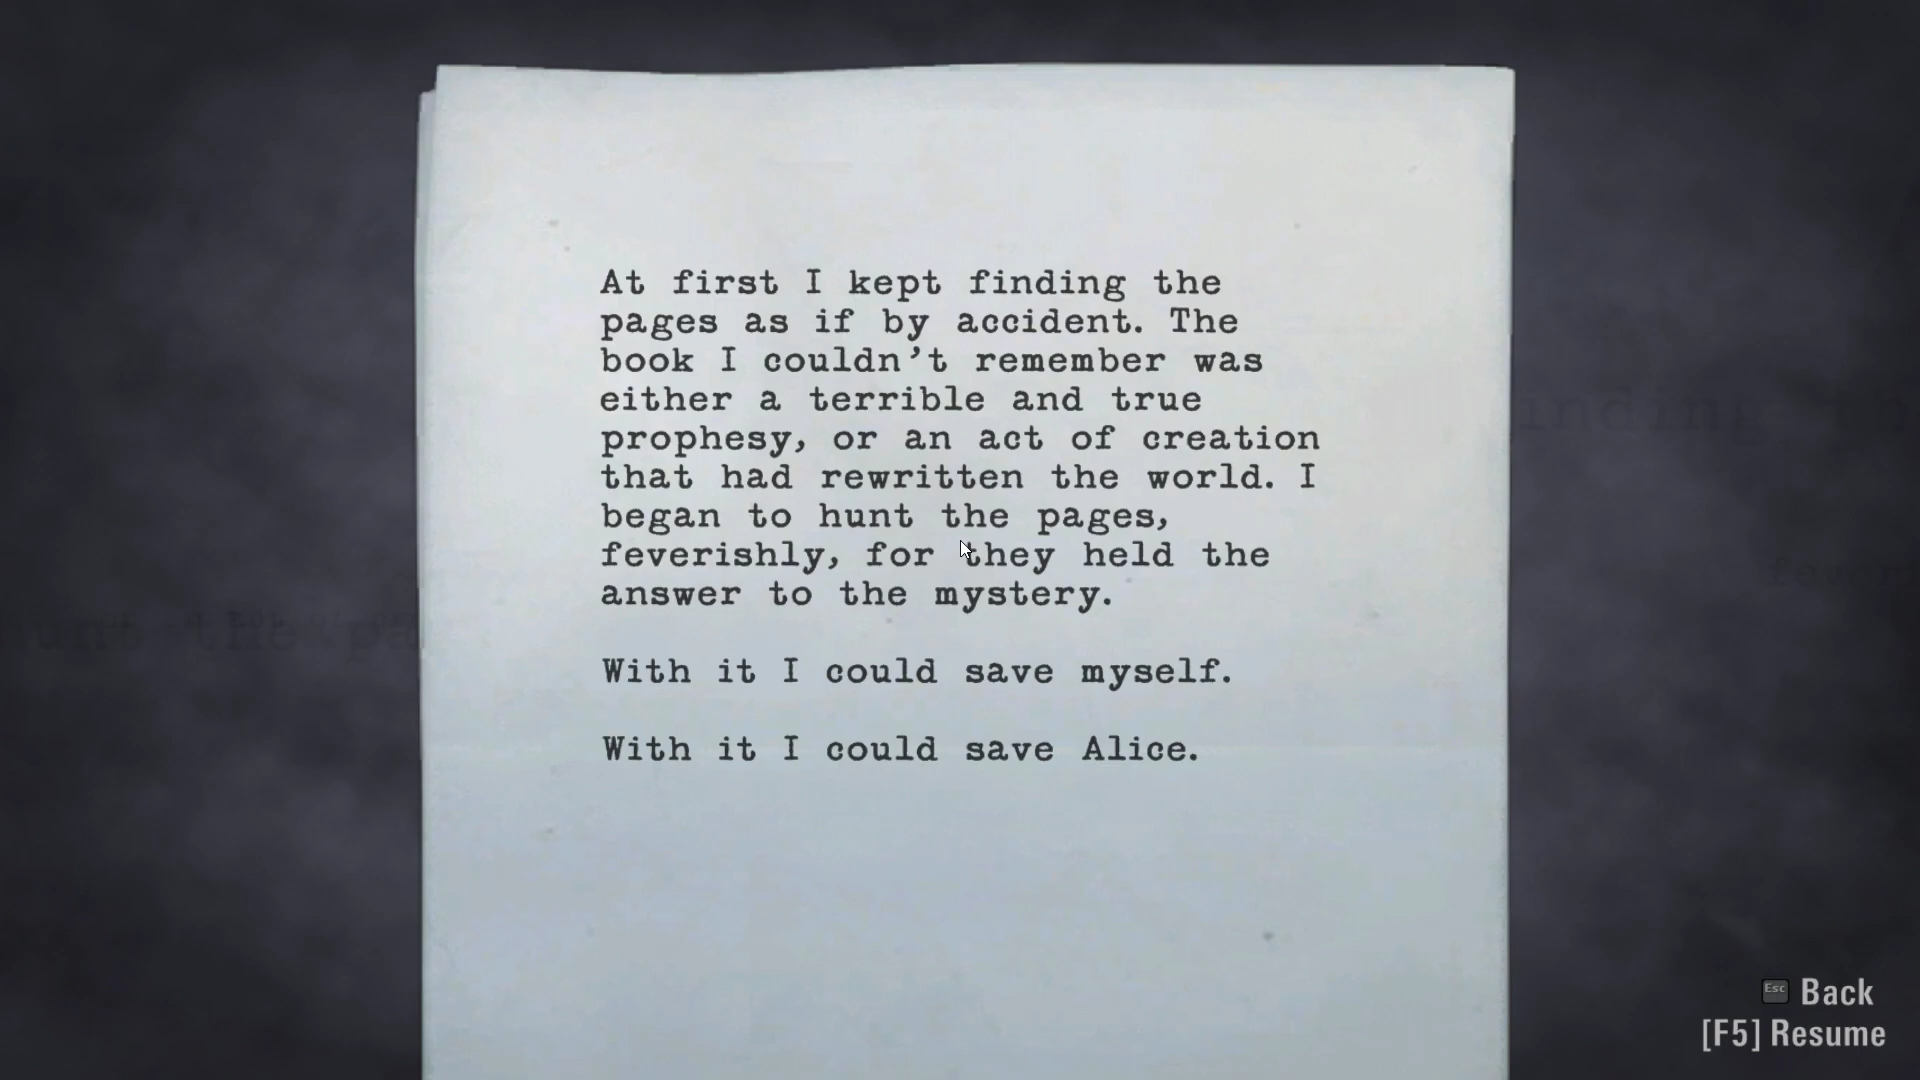 At first I kept finding the
pages as if by accident. The
book I couldn't remember was
either a terrible and true
prophesy, or an act of creation
that had rewritten the world. I
began to hunt the pages,
feverishly, for they held the
answer to the mystery.
With it I could save myself.
With it I could save Alice.
Esc Back
[F5] Resume